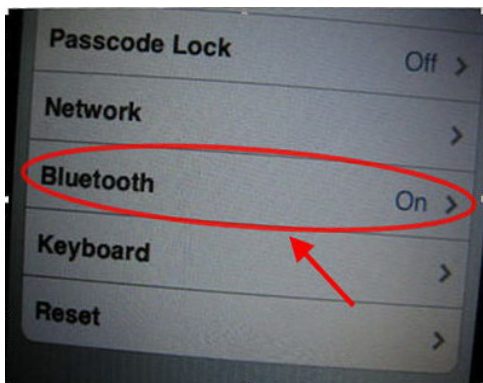 Passcode Lock Off >
Network >
Bluetooth On >
Keyboard >
Reset >